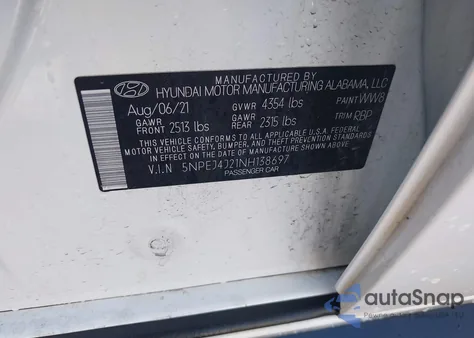 MANUFACTURED BY
HYUNDAI MOTOR MANUFACTURING ALABAMA, LLC
Aug/06/21 GVWR 4354 lbs PAINT WW8
GAWR FRONT 2513 lbs GAWR REAR 2315 lbs TRIM RBP
THIS VEHICLE CONFORMS TO ALL APPLICABLE U.S.A. FEDERAL
MOTOR VEHICLE SAFETY, BUMPER, AND THEFT PREVENTION STANDARDS
IN EFFECT ON THE DATE OF MANUFACTURE SHOWN ABOVE.
V.I.N 5NPEJ4J21NH138697
PASSENGER CAR
autoSnap
Powered by